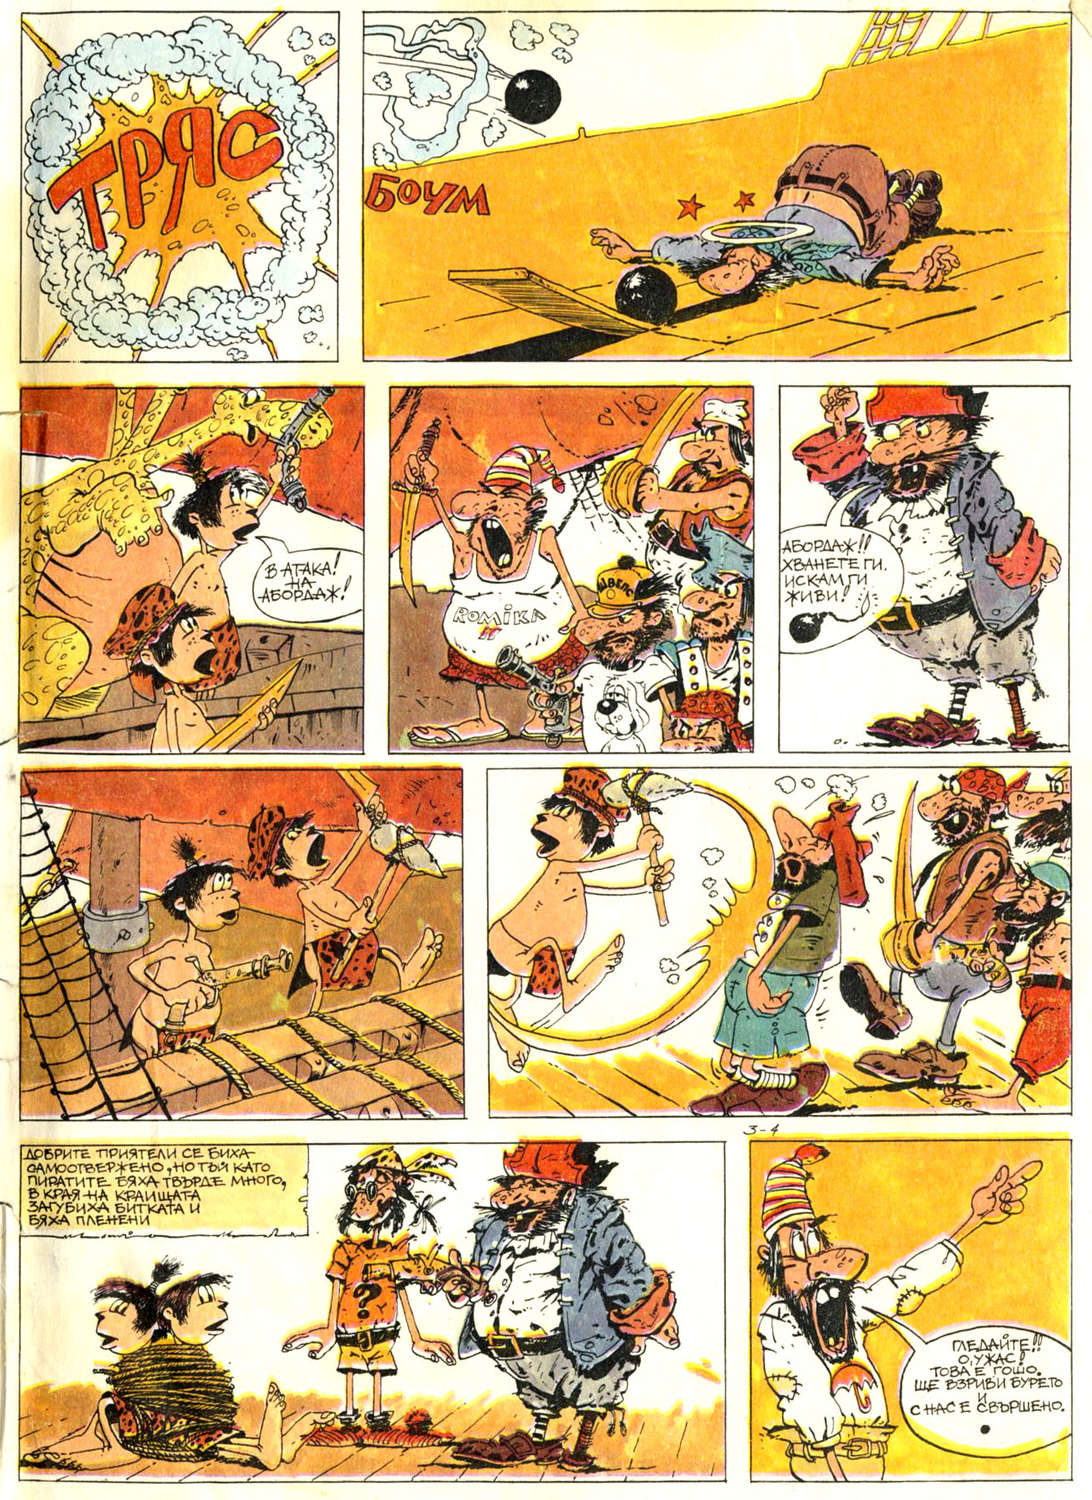 ТРЯС
БОУМ
В АТАКА!
НА
АБОРДАЖ!
ROMIKA
АБОРДАЖ!!
ХВАНЕТЕ ГИ.
ИСКАМ ГИ
ЖИВИ!
3-4
ДОБРИТЕ ПРИЯТЕЛИ СЕ БИХА
САМООТВЕРЖЕНО, НО ТЪЙ КАТО
ПИРАТИТЕ БЯХА ТВЪРДЕ МНОГО,
В КРАЯ НА КРАИЩАТА
ЗАГУБИХА БИТКАТА И
БЯХА ПЛЕНЕНИ
?
ГЛЕДАЙТЕ!!
О, УЖАС!
ТОВА Е ГОШО.
ЩЕ ВЗРИВИ БУРЕТО
И
С НАС Е СВЪРШЕНО.